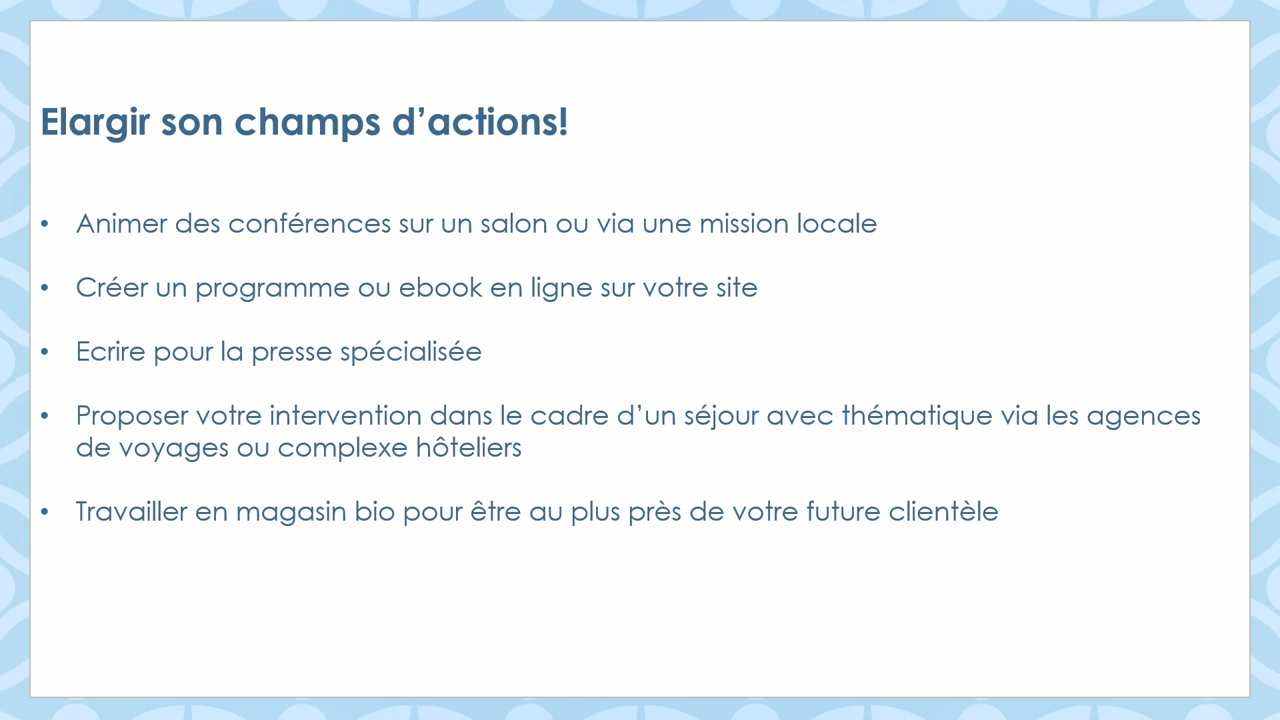 Elargir son champs d’actions!
• Animer des conférences sur un salon ou via une mission locale
• Créer un programme ou ebook en ligne sur votre site
• Ecrire pour la presse spécialisée
• Proposer votre intervention dans le cadre d’un séjour avec thématique via les agences
de voyages ou complexe hôteliers
• Travailler en magasin bio pour être au plus près de votre future clientèle